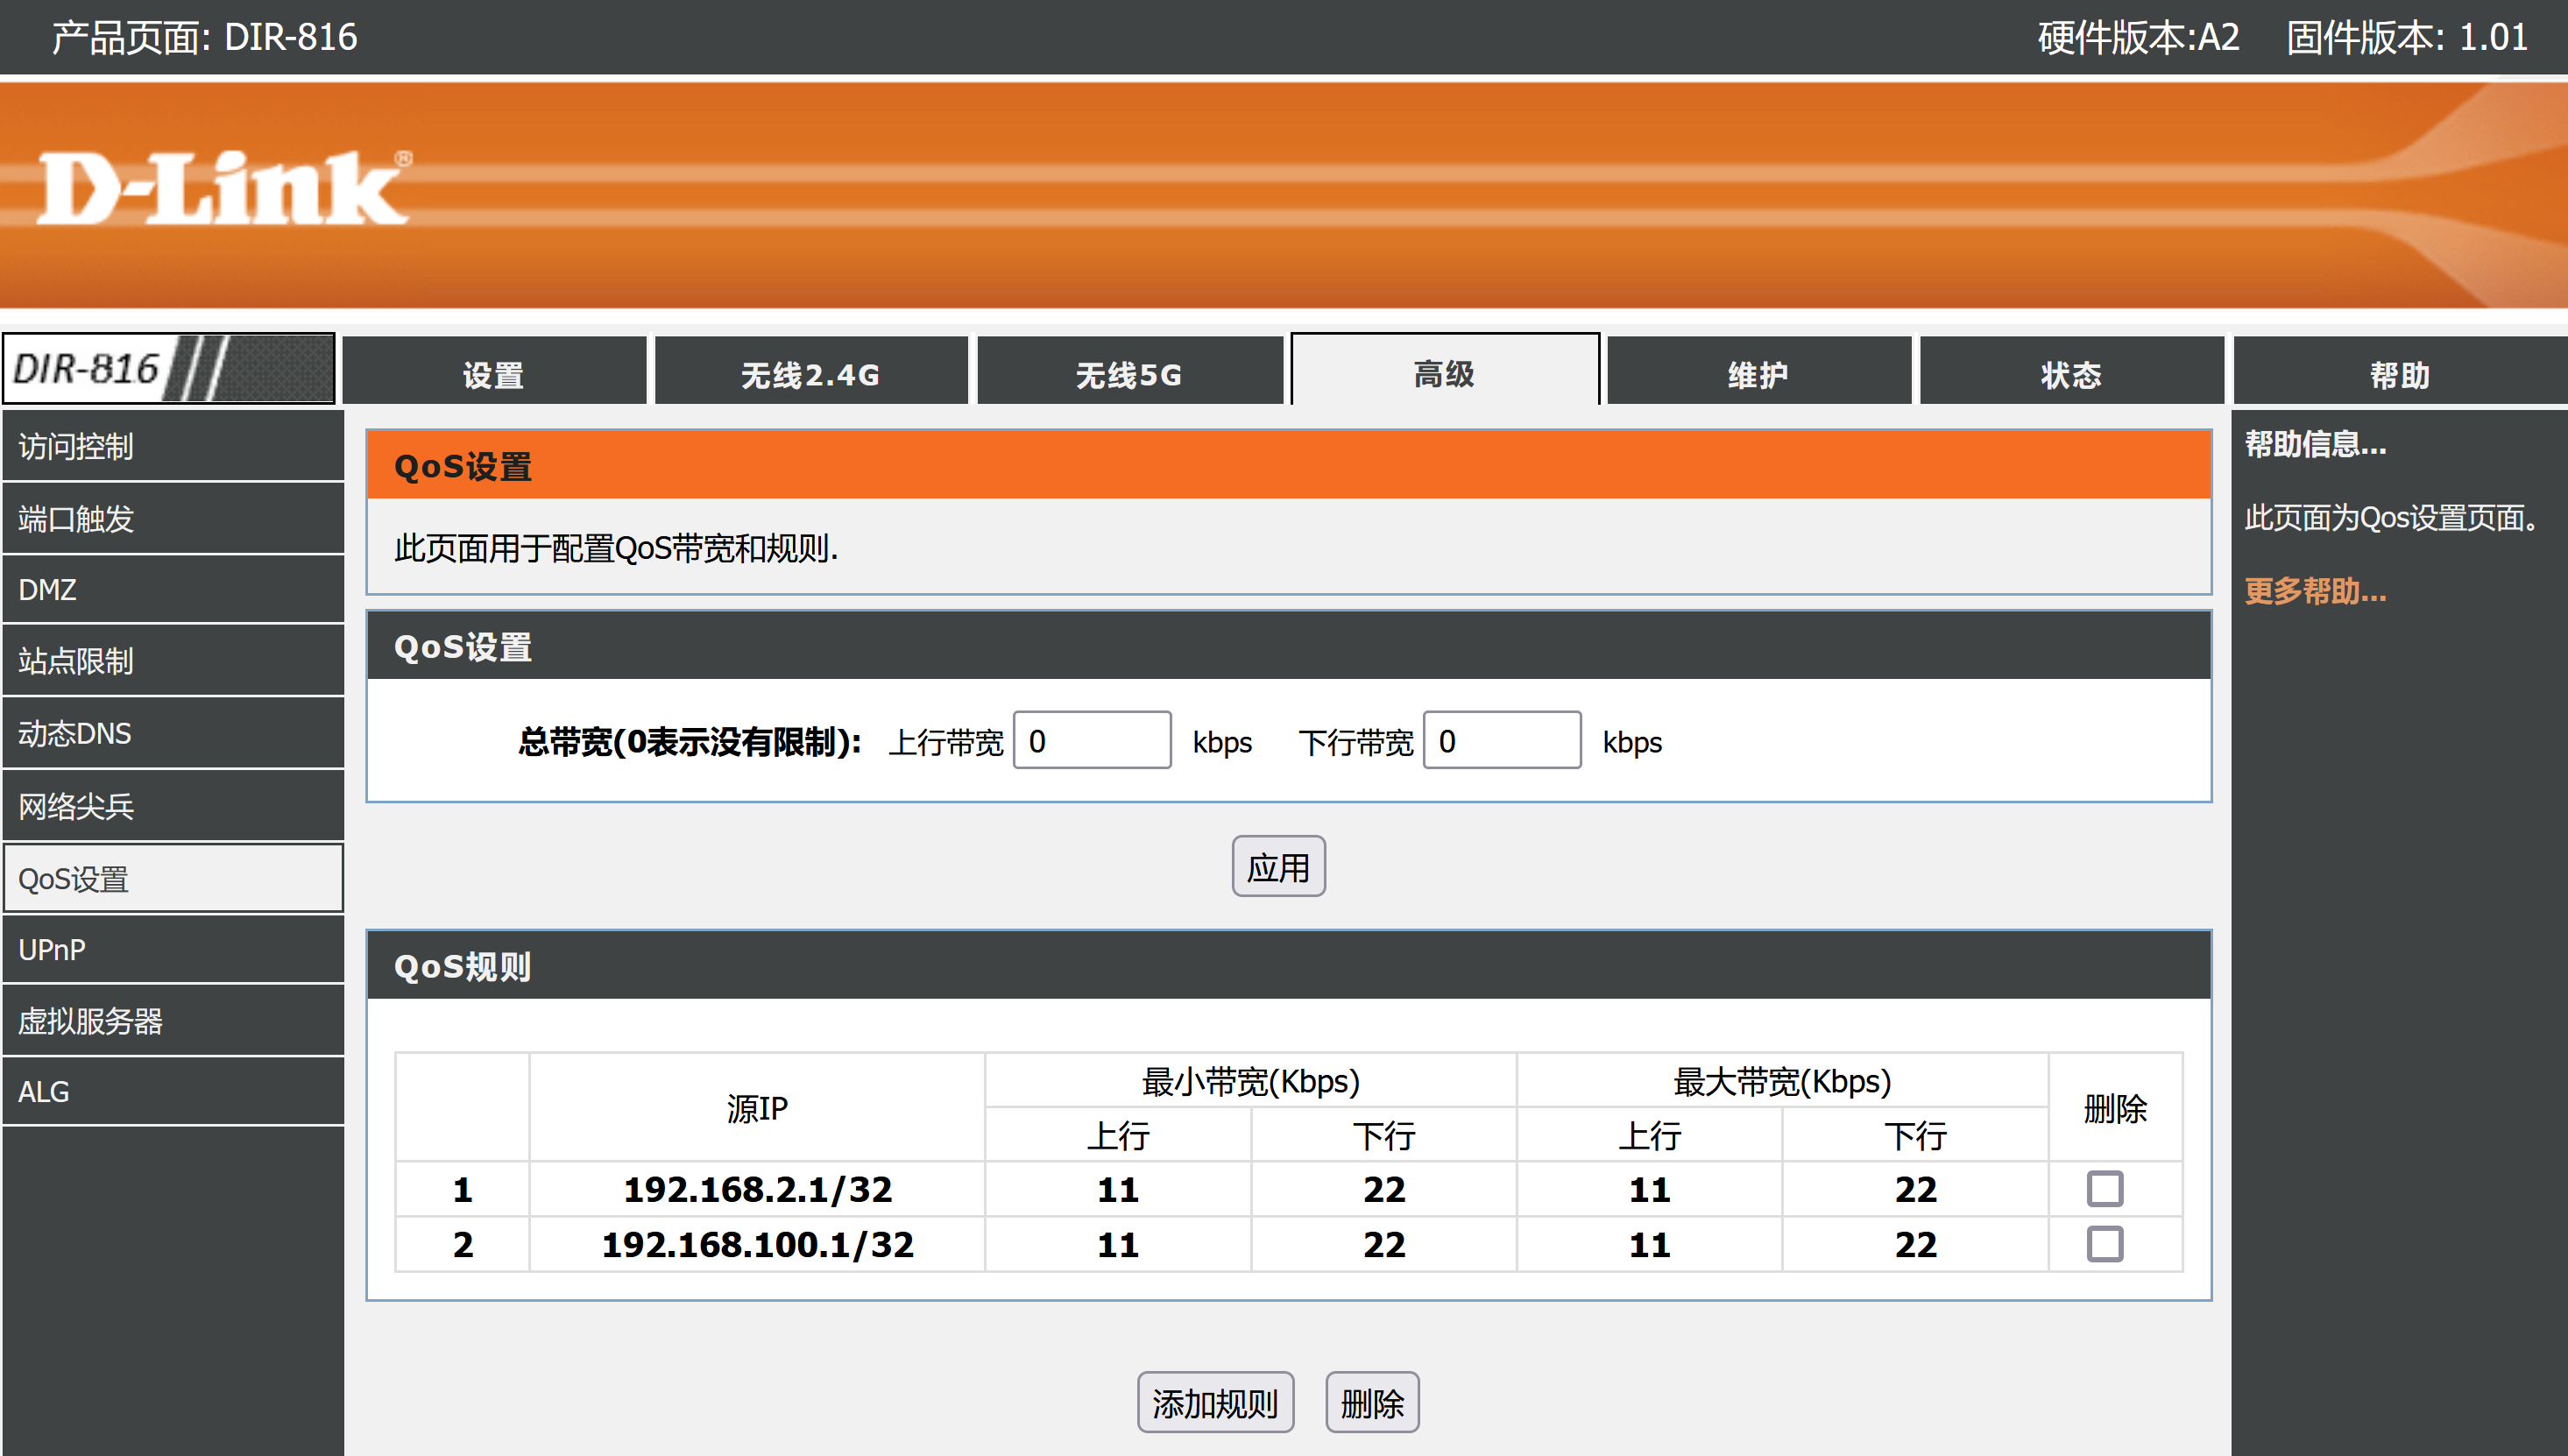 产品页面: DIR-816 硬件版本:A2 固件版本: 1.01
D-Link®
DIR-816 设置 无线2.4G 无线5G 高级 维护 状态 帮助
访问控制
端口触发
DMZ
站点限制
动态DNS
网络尖兵
QoS设置
UPnP
虚拟服务器
ALG
QoS设置
此页面用于配置QoS带宽和规则.
QoS设置
总带宽(0表示没有限制): 上行带宽 0 kbps 下行带宽 0 kbps
应用
QoS规则
源IP 最小带宽(Kbps) 最大带宽(Kbps) 删除
上行 下行 上行 下行
1 192.168.2.1/32 11 22 11 22
2 192.168.100.1/32 11 22 11 22
添加规则 删除
帮助信息...
此页面为Qos设置页面。
更多帮助...